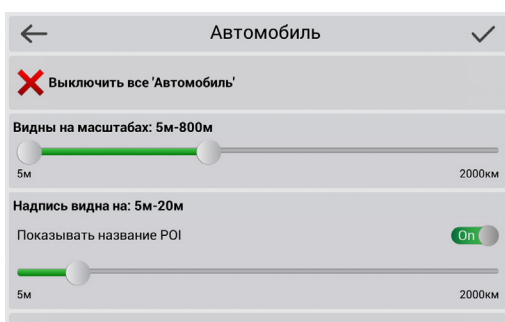 Автомобиль
Выключить все 'Автомобиль'
Видны на масштабах: 5м-800м
5м 2000км
Надпись видна на: 5м-20м
Показывать название POI On
5м 2000км